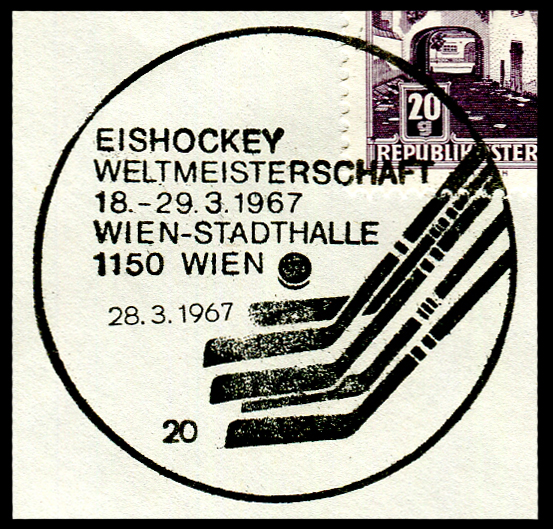 20
g
REPUBLIK
EISHOCKEY
WELTMEISTERSCHAFT
18.-29.3.1967
WIEN-STADTHALLE
1150 WIEN
28.3.1967
20